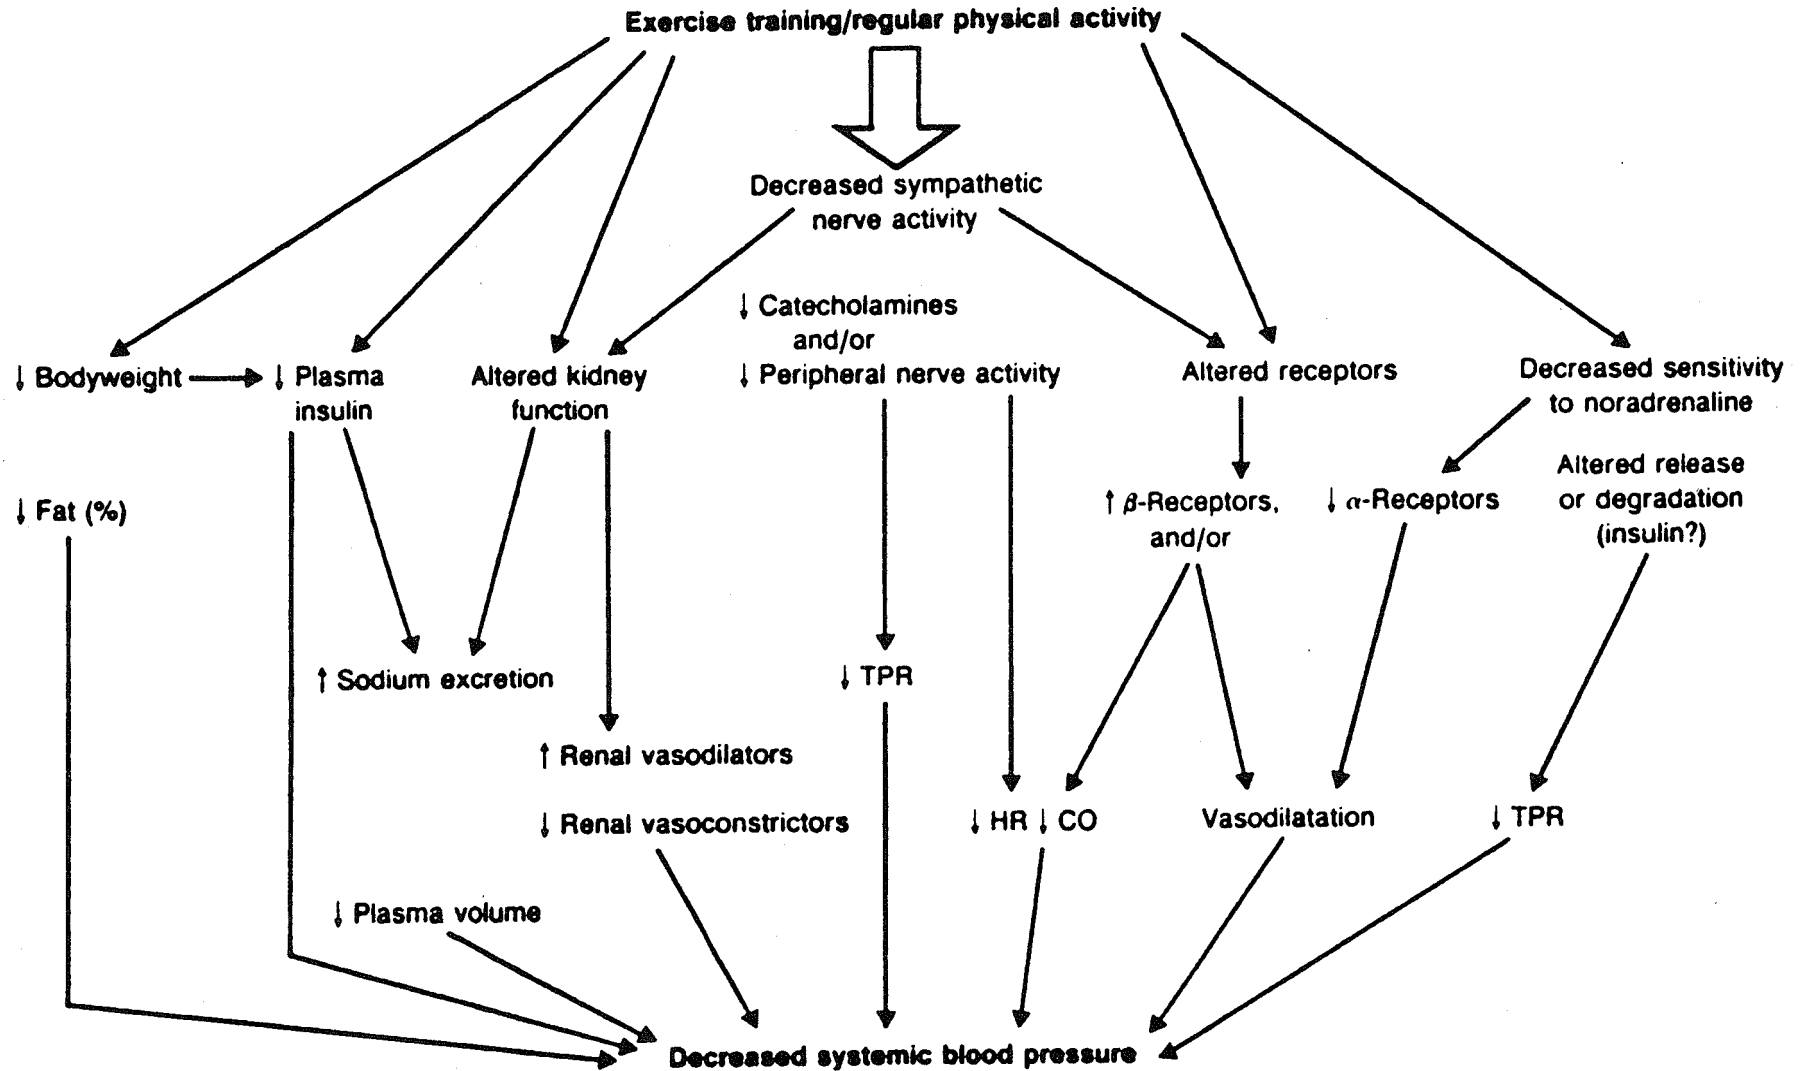 Exercise training/regular physical activity
Decreased sympathetic
nerve activity
↓ Catecholamines
and/or
↓ Peripheral nerve activity
↓ Bodyweight
↓ Plasma
insulin
Altered kidney
function
Altered receptors
Decreased sensitivity
to noradrenaline
↓ Fat (%)
↑ β-Receptors,
and/or
↓ α-Receptors
Altered release
or degradation
(insulin?)
↑ Sodium excretion
↓ TPR
↑ Renal vasodilators
↓ Renal vasoconstrictors
↓ HR ↓ CO
Vasodilatation
↓ TPR
↓ Plasma volume
Decreased systemic blood pressure